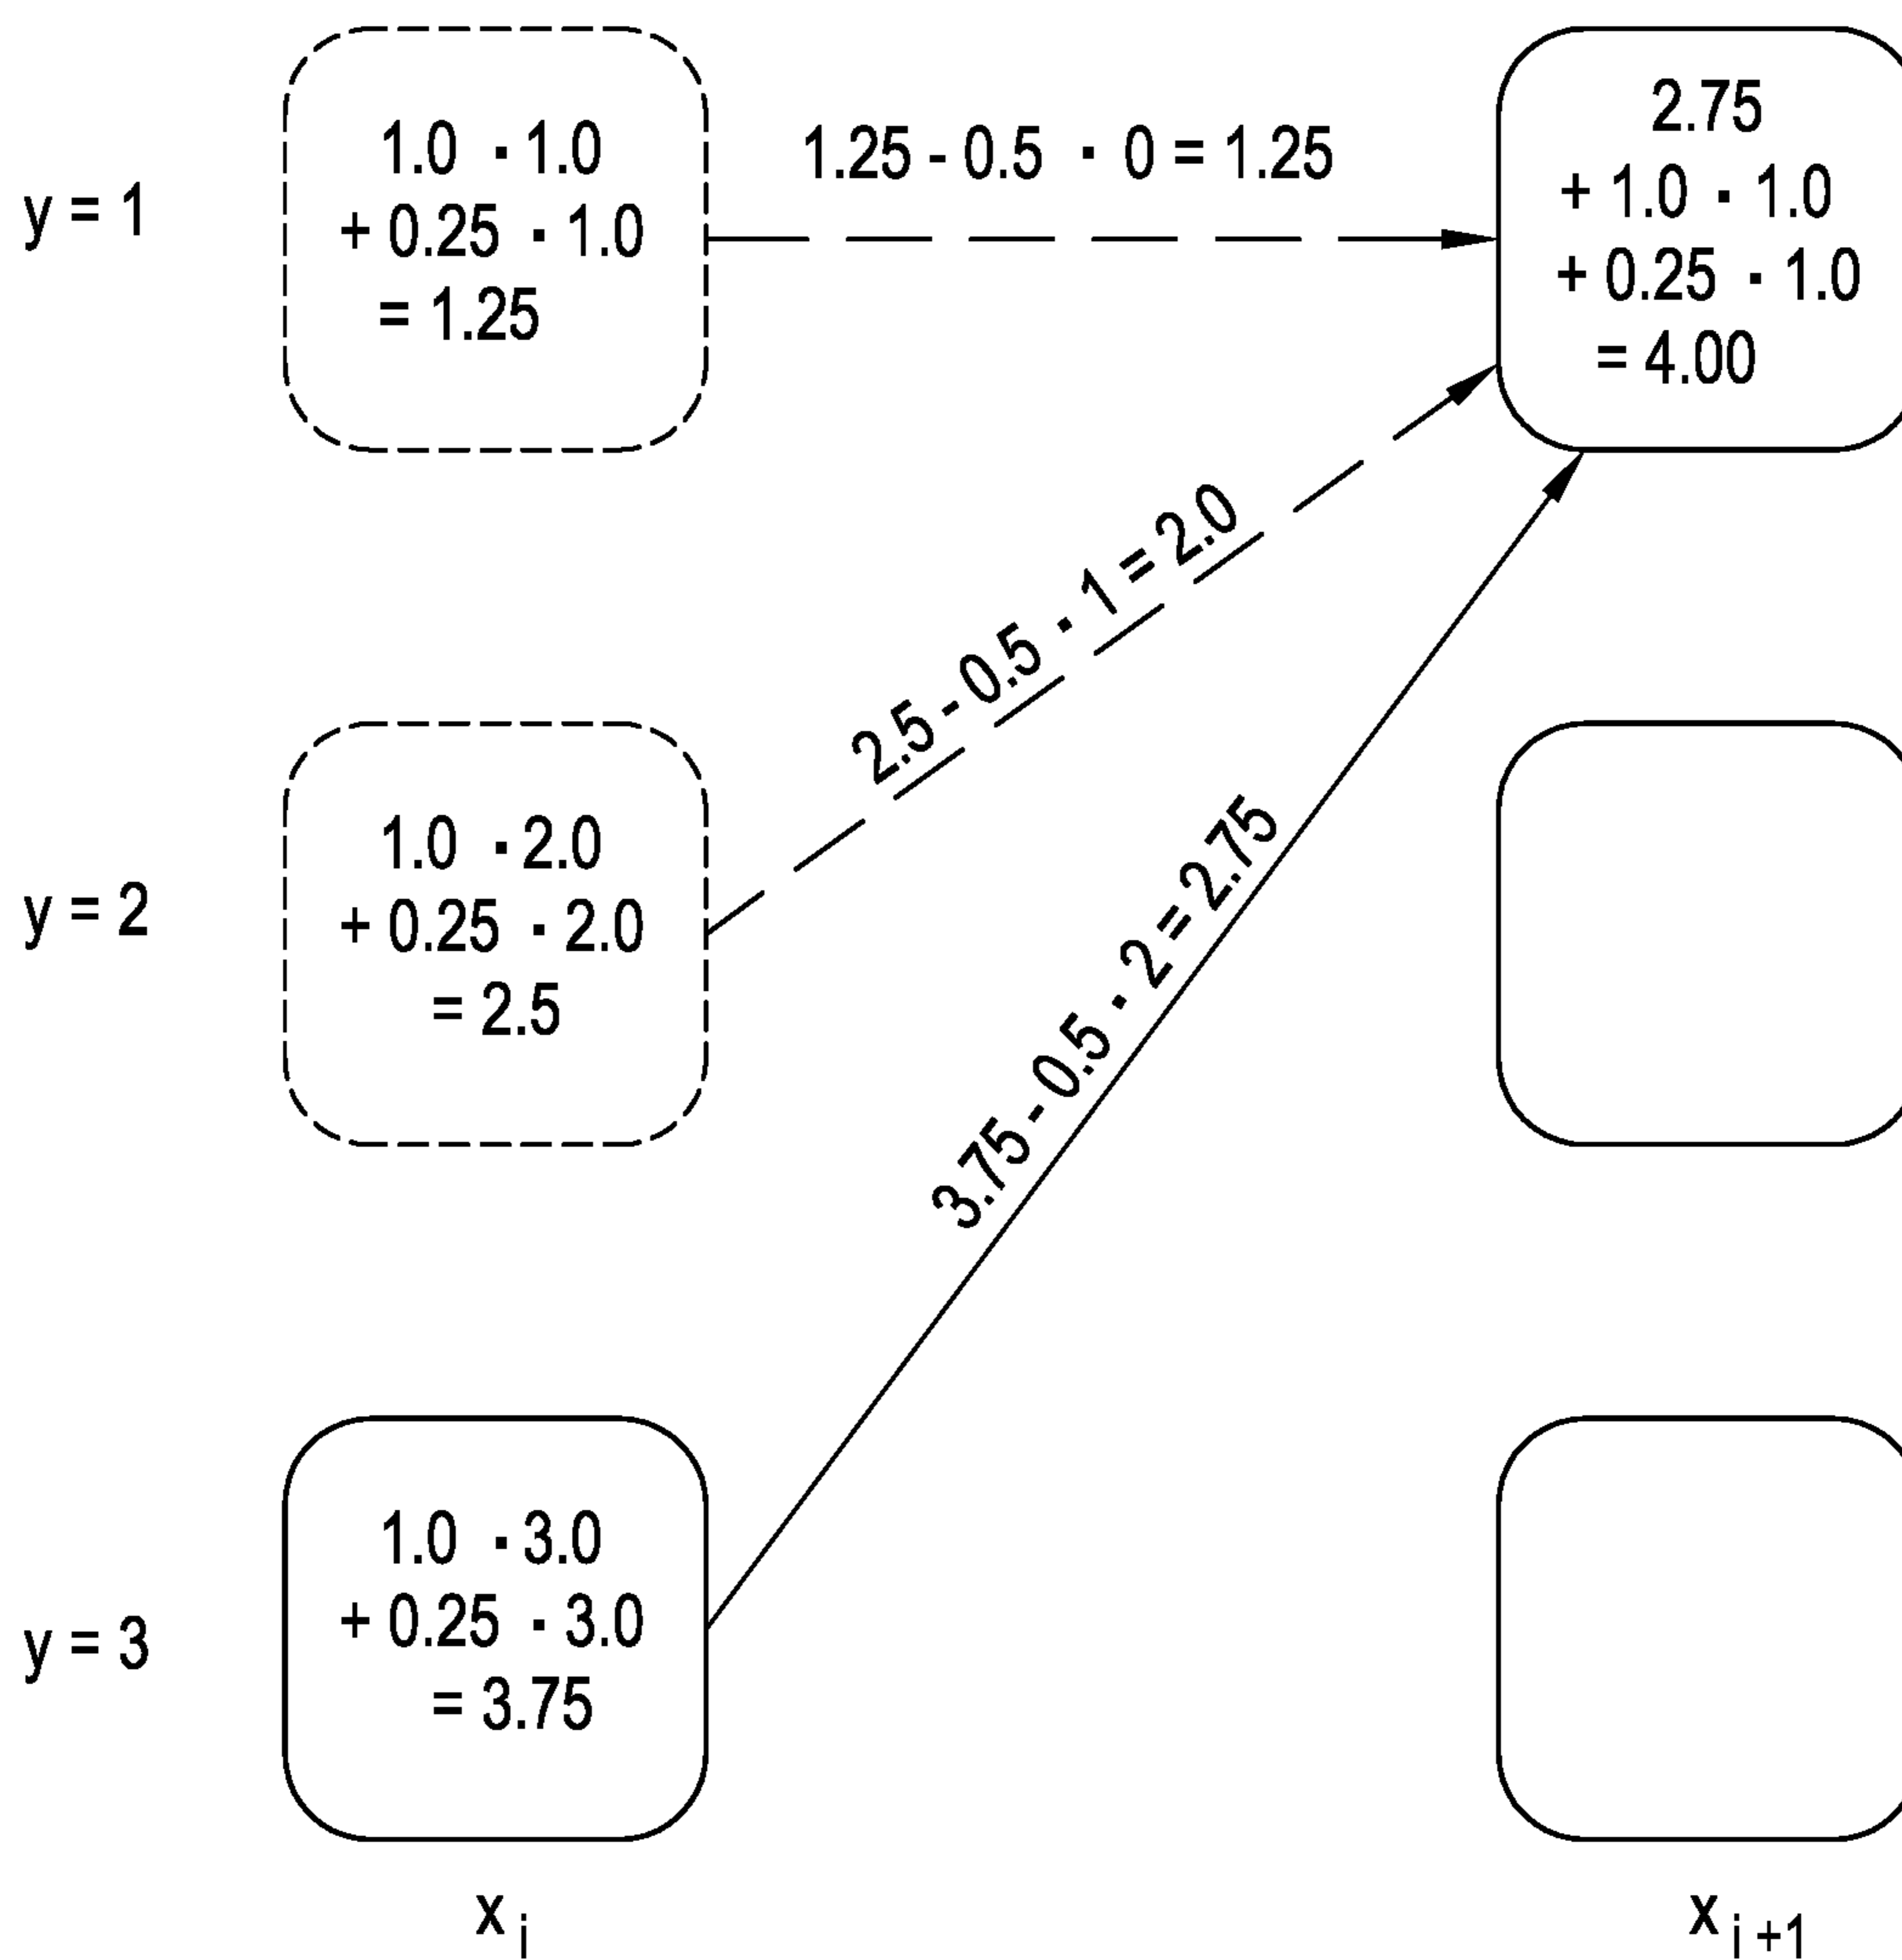 y = 1
1.0 · 1.0
+ 0.25 · 1.0
= 1.25
1.25 - 0.5 · 0 = 1.25
2.75
+ 1.0 · 1.0
+ 0.25 · 1.0
= 4.00
2.5 - 0.5 · 1 = 2.0
y = 2
1.0 · 2.0
+ 0.25 · 2.0
= 2.5
3.75 - 0.5 · 2 = 2.75
y = 3
1.0 · 3.0
+ 0.25 · 3.0
= 3.75
x i
x i +1